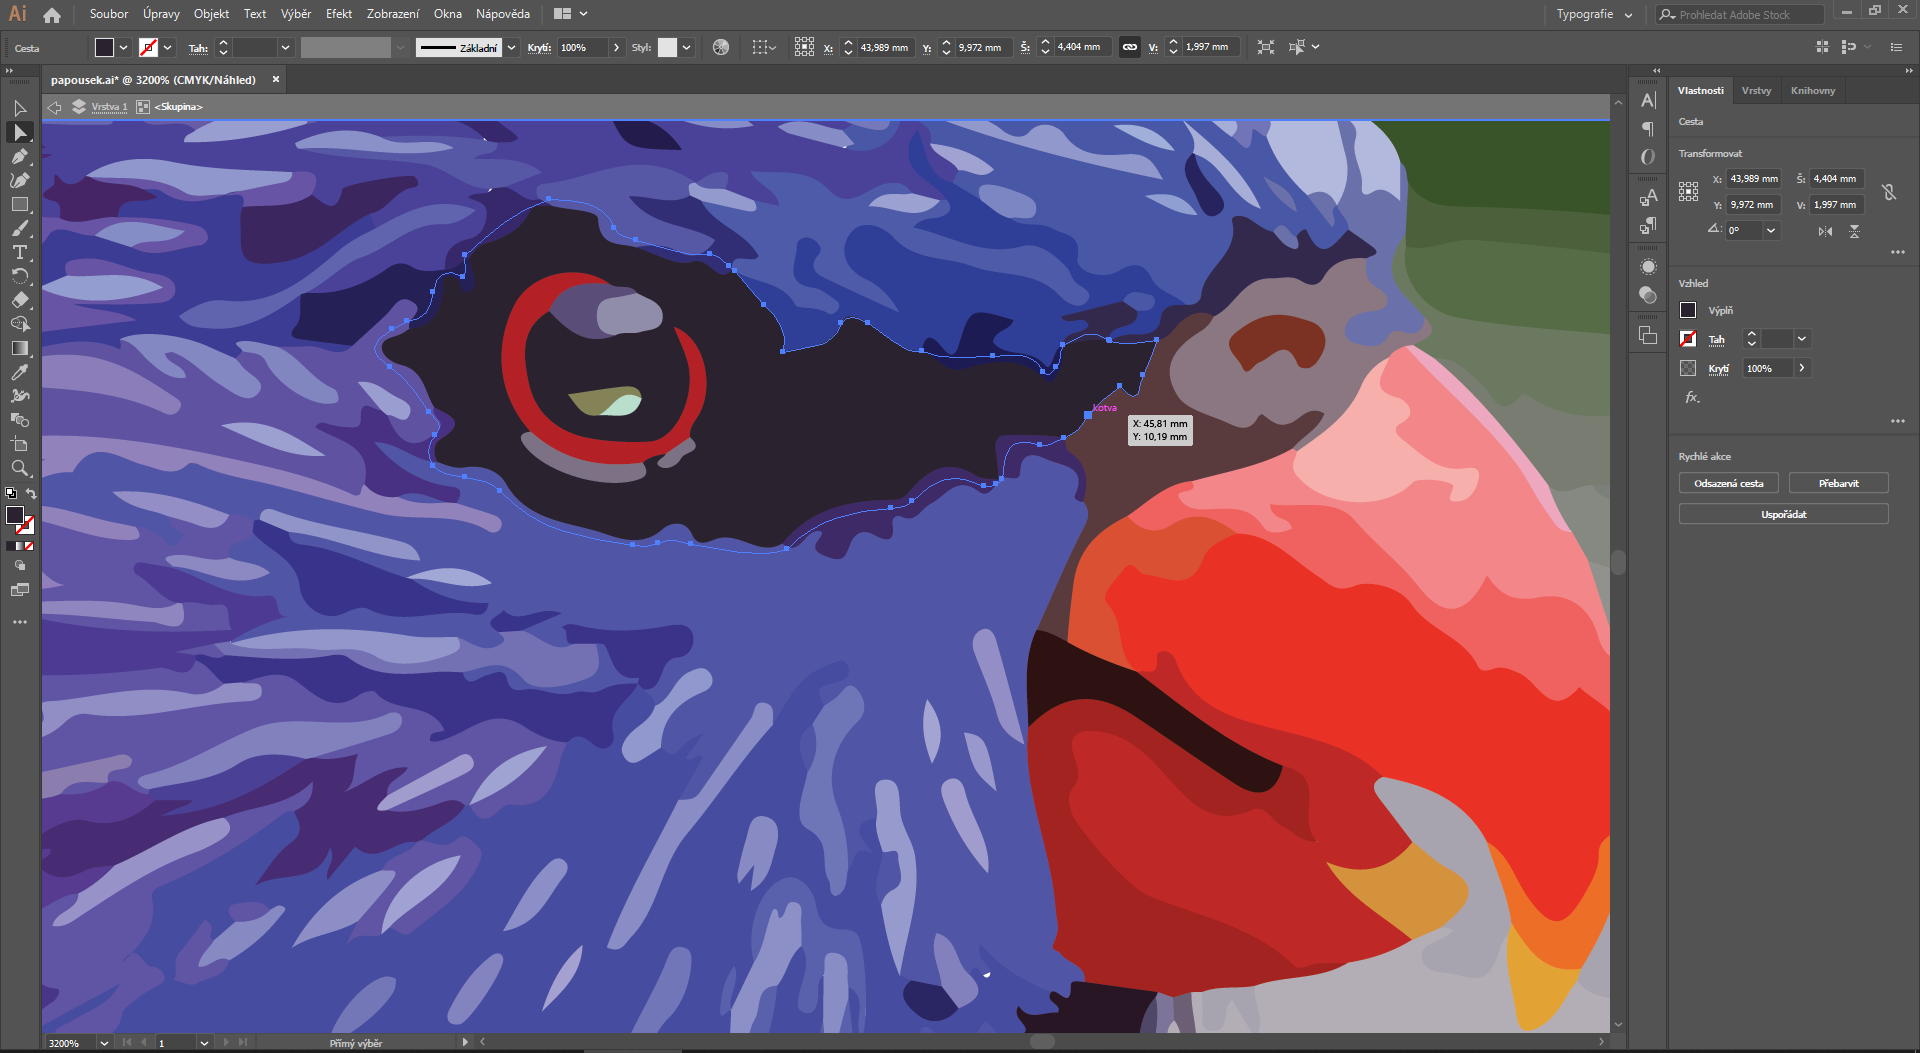 Ai Soubor Úpravy Objekt Text Výběr Efekt Zobrazení Okna Nápověda Typografie Prohledat Adobe Stock
Cesta Tah: Základní Krytí: 100% Styl: X: 43,989 mm Y: 9,972 mm Š: 4,404 mm V: 1,997 mm
papousek.ai* @ 3200% (CMYK/Náhled) ×
Vrstva 1 <Skupina>
Vlastnosti Vrstvy Knihovny
Cesta
Transformovat
X: 43,989 mm Š: 4,404 mm
Y: 9,972 mm V: 1,997 mm
0°
Vzhled
Výplň
Tah
Krytí 100%
fx.
Rychlé akce
Odsazená cesta Přebarvit
Uspořádat
kotva
X: 45,81 mm
Y: 10,19 mm
3200% 1 Přímý výběr